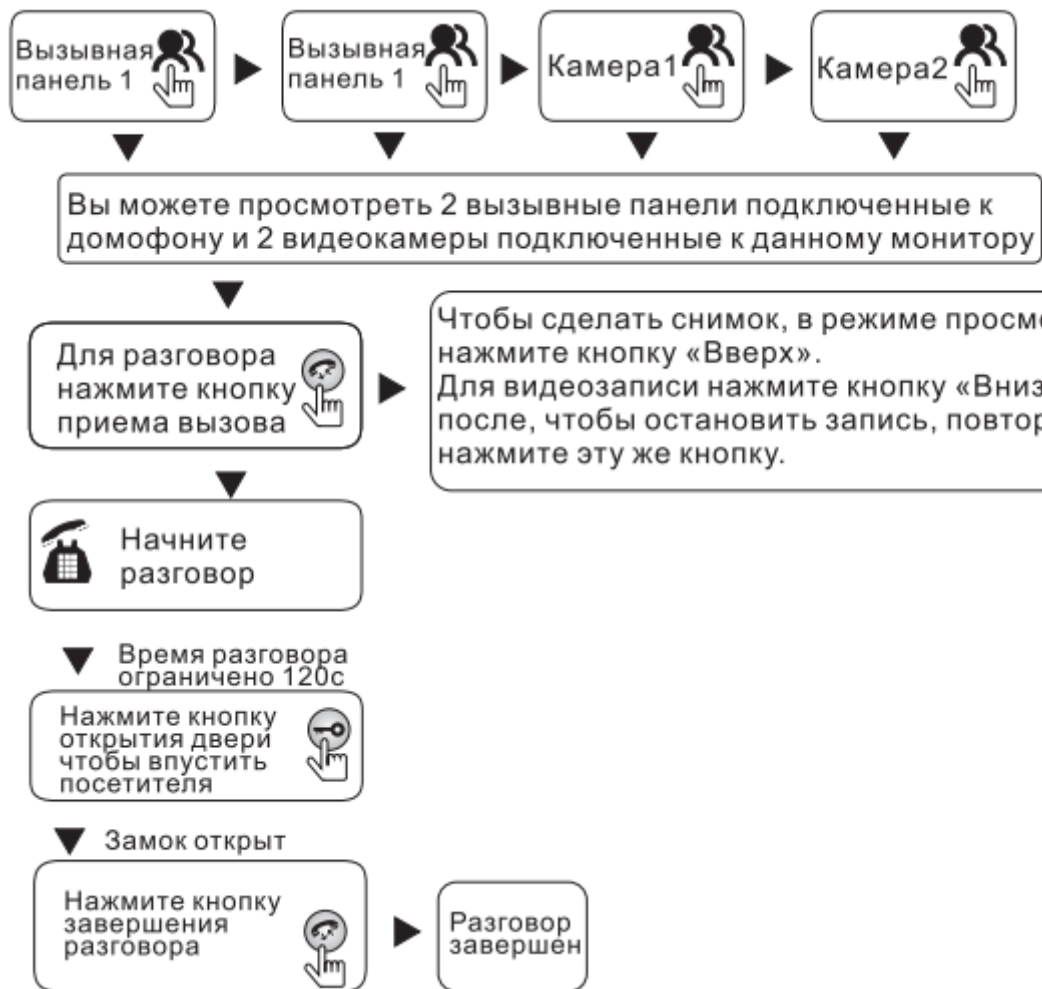 Вызывная
панель 1
Вызывная
панель 1
Камера1
Камера2
Вы можете просмотреть 2 вызывные панели подключенные к
домофону и 2 видеокамеры подключенные к данному монитору
Для разговора
нажмите кнопку
приема вызова
Чтобы сделать снимок, в режиме
нажмите кнопку «Вверх».
Для видеозаписи нажмите кнопку «Вниз
после, чтобы остановить запись,
нажмите эту же кнопку.
Начните
разговор
Время разговора
ограничено 120с
Нажмите кнопку
открытия двери
чтобы впустить
посетителя
Замок открыт
Нажмите кнопку
завершения
разговора
Разговор
завершен